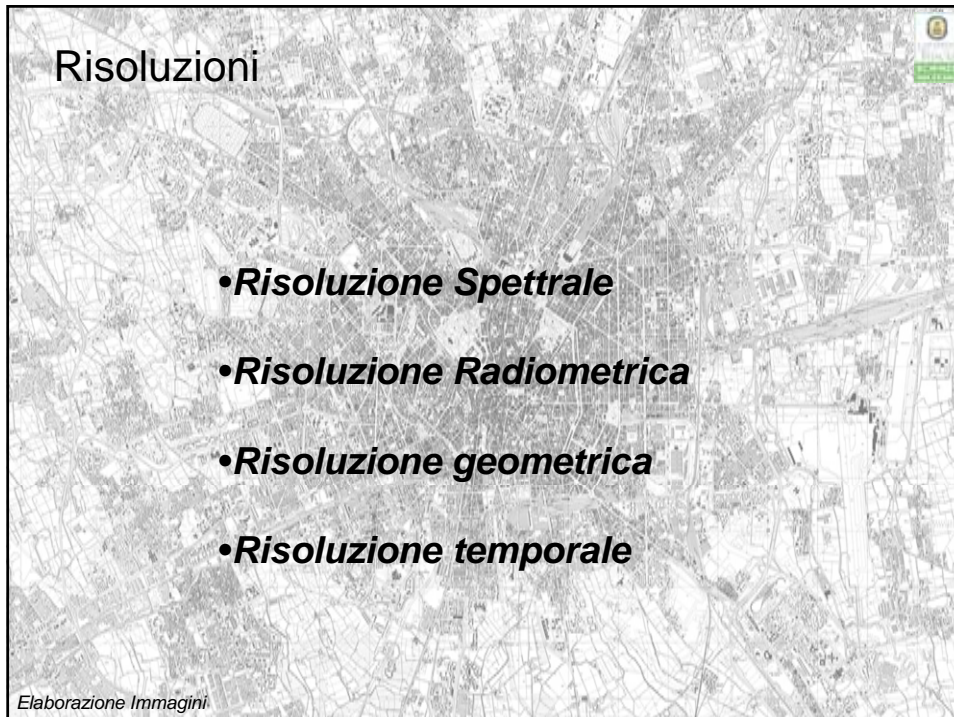 Risoluzioni
•Risoluzione Spettrale
•Risoluzione Radiometrica
•Risoluzione geometrica
•Risoluzione temporale
Elaborazione Immagini